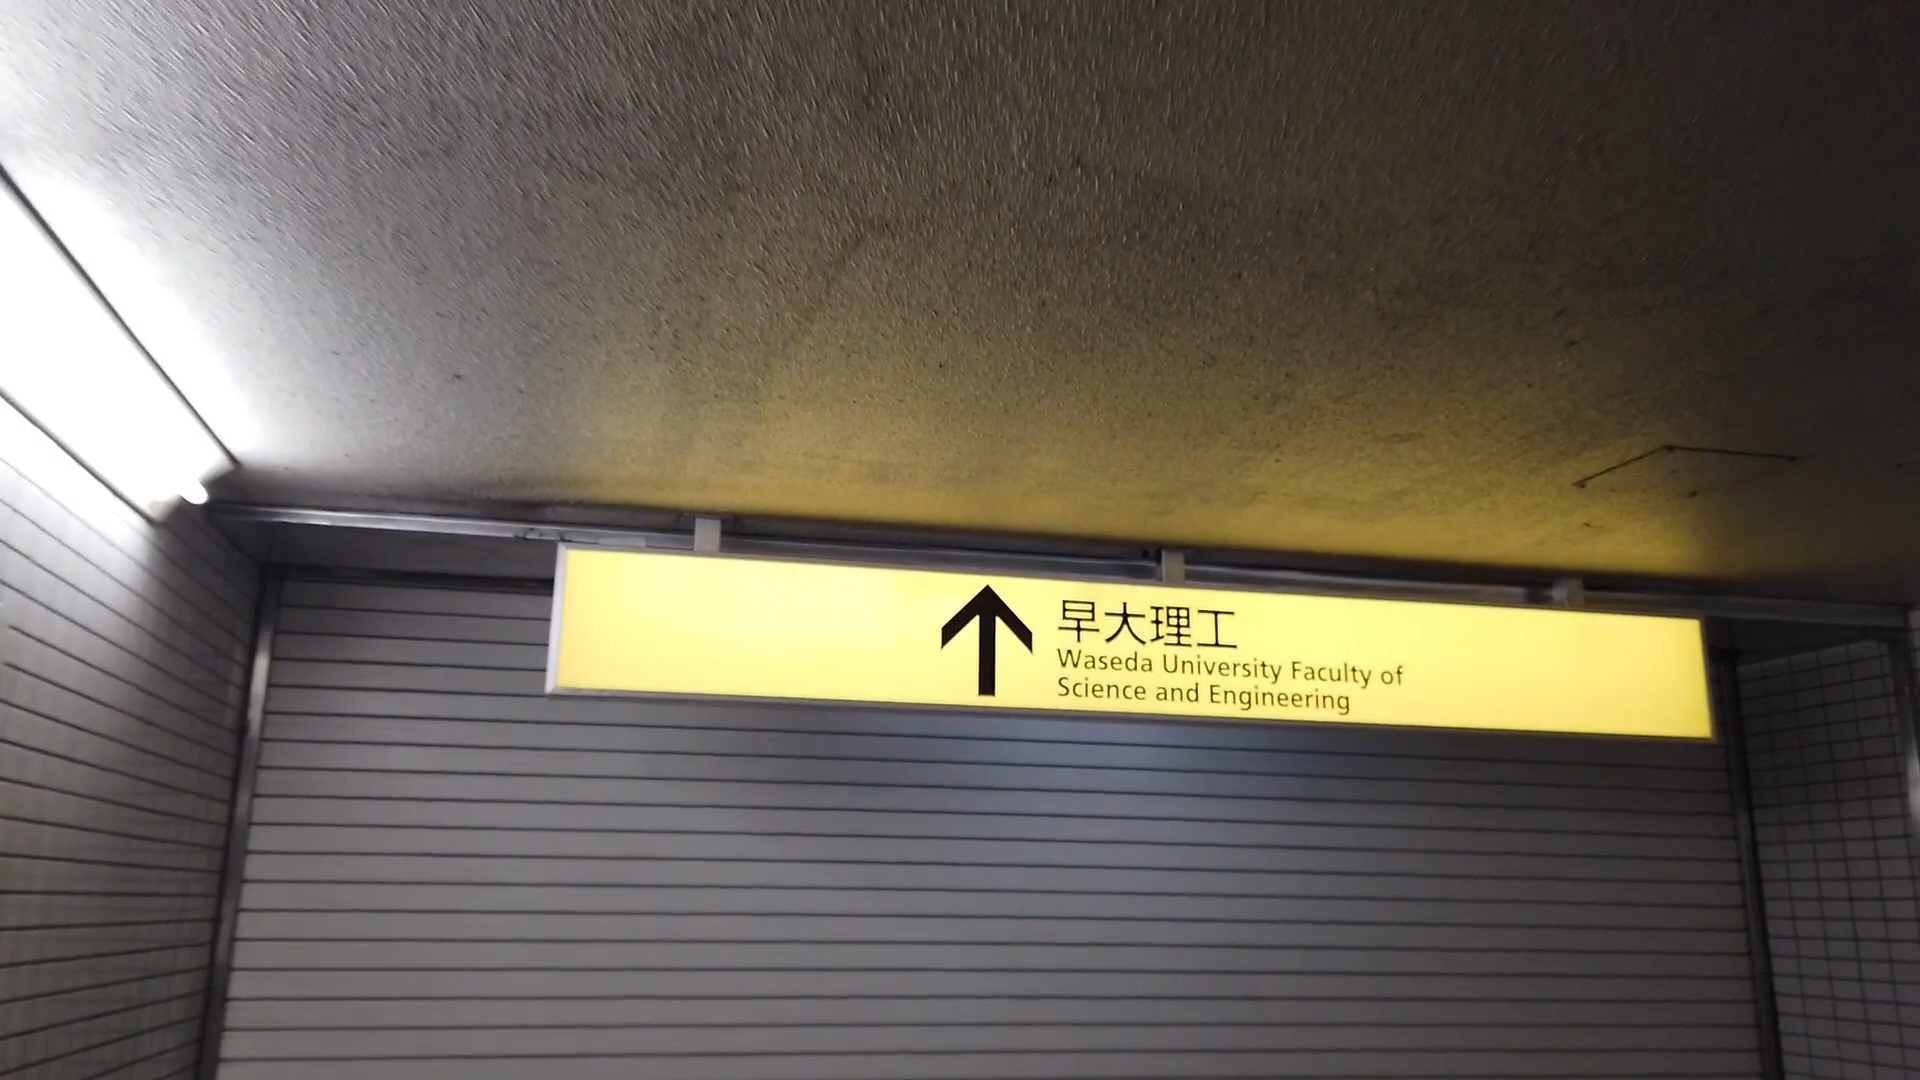 早大理工
Waseda University Faculty of
Science and Engineering